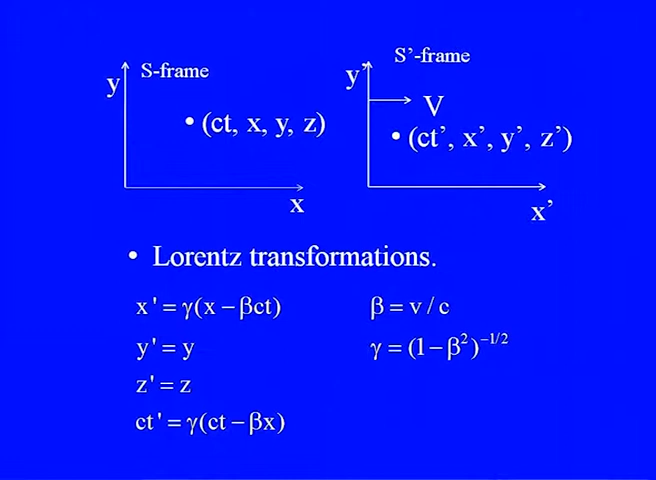 S-frame
y
• (ct, x, y, z)
x
S’-frame
y’
V
• (ct’, x’, y’, z’)
x’
• Lorentz transformations.
x' = γ(x − βct)
β = v / c
y' = y
γ = (1 − β²)^−1/2
z' = z
ct' = γ(ct − βx)